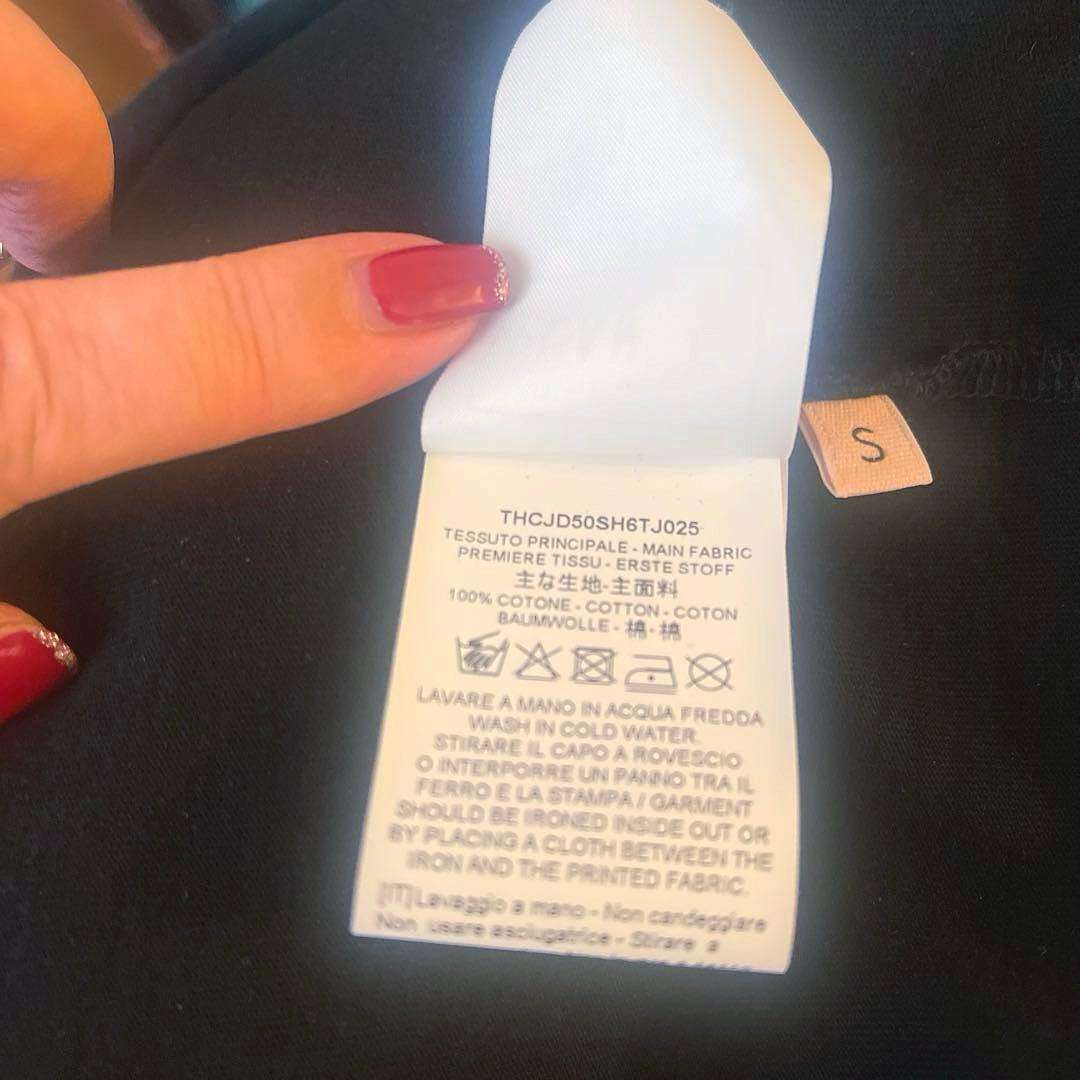 THCJD50SH6TJ025
TESSUTO PRINCIPALE - MAIN FABRIC
PREMIERE TISSU - ERSTE STOFF
主な生地-主面料
100% COTONE - COTTON - COTON
BAUMWOLLE - 棉 - 棉
LAVARE A MANO IN ACQUA FREDDA
WASH IN COLD WATER.
STIRARE IL CAPO A ROVESCIO
O INTERPORRE UN PANNO TRA IL
FERRO E LA STAMPA / GARMENT
SHOULD BE IRONED INSIDE OUT OR
BY PLACING A CLOTH BETWEEN THE
IRON AND THE PRINTED FABRIC.
[IT]Lavaggio a mano - Non candeggiare
Non usare asciugatrice - Stirare a
S